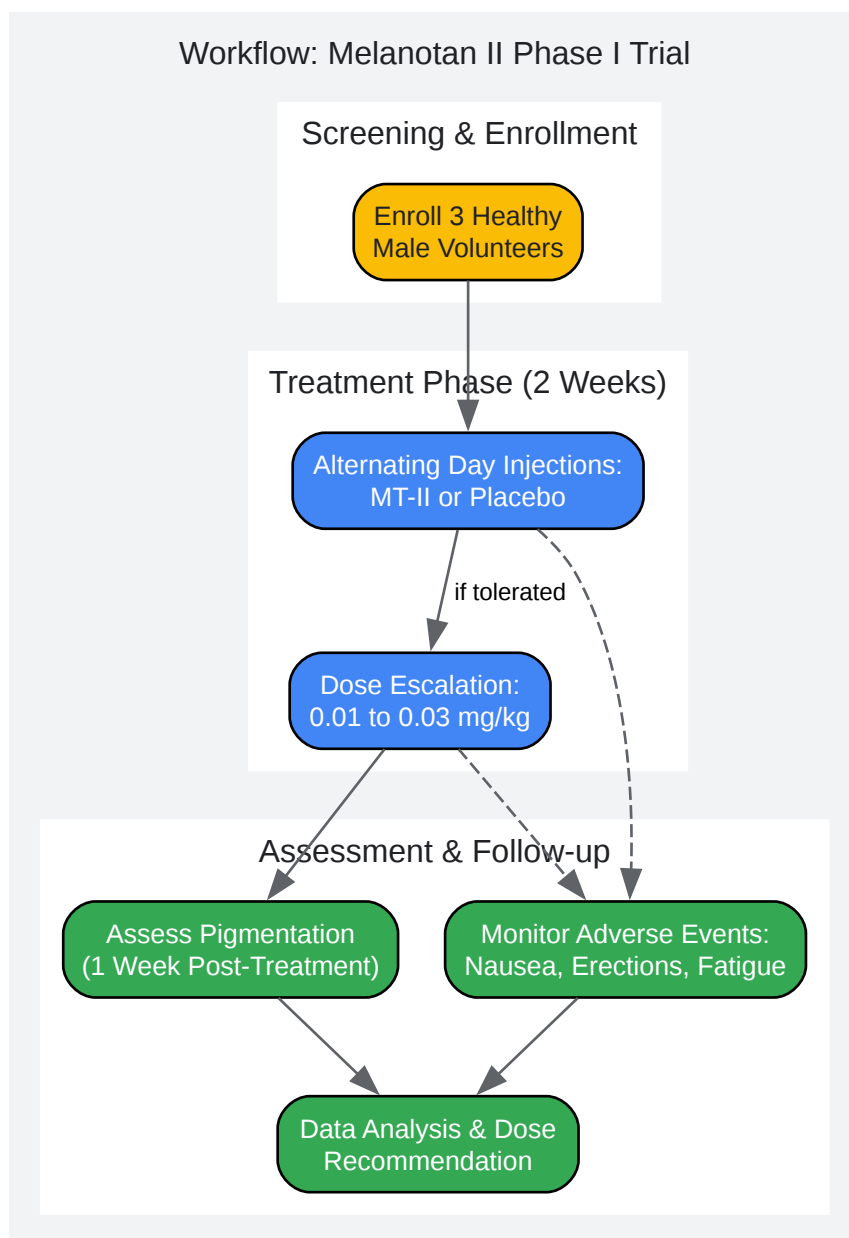 Workflow: Melanotan II Phase I Trial
Screening & Enrollment
Enroll 3 Healthy
Male Volunteers
Treatment Phase (2 Weeks)
Alternating Day Injections:
MT-II or Placebo
if tolerated
Dose Escalation:
0.01 to 0.03 mg/kg
Assessment & Follow-up
Assess Pigmentation
(1 Week Post-Treatment)
Monitor Adverse Events:
Nausea, Erections, Fatigue
Data Analysis & Dose
Recommendation